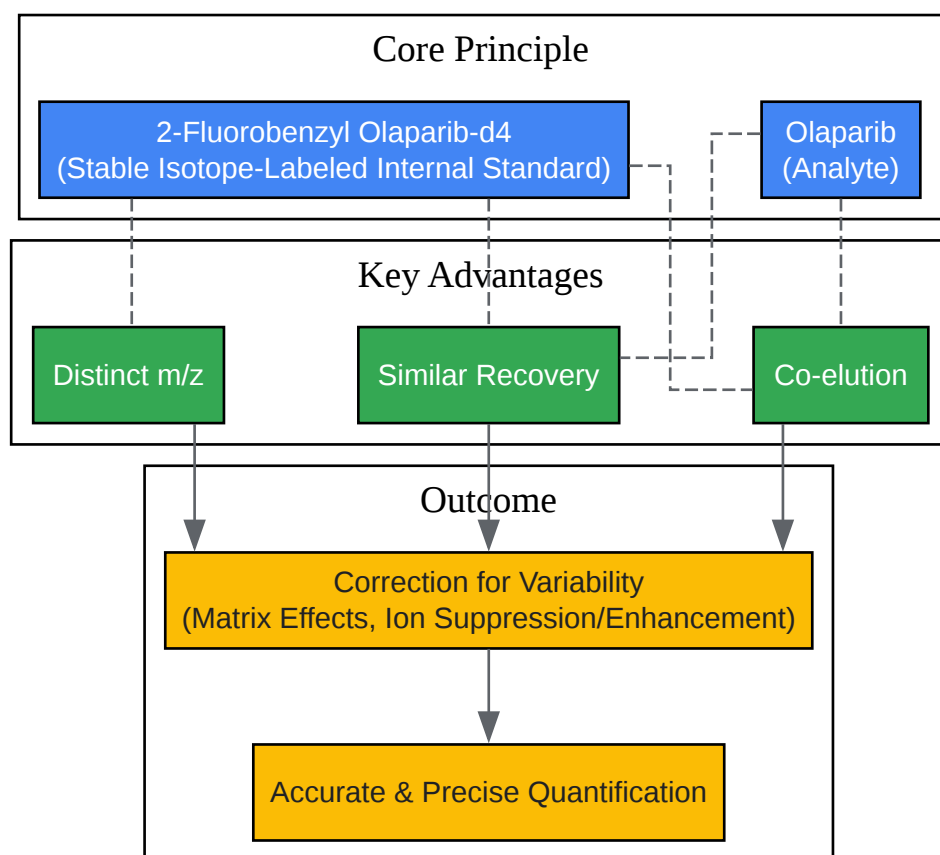 Core Principle
2-Fluorobenzyl Olaparib-d4
(Stable Isotope-Labeled Internal Standard)
Olaparib
(Analyte)
Key Advantages
Distinct m/z
Similar Recovery
Co-elution
Outcome
Correction for Variability
(Matrix Effects, Ion Suppression/Enhancement)
Accurate & Precise Quantification